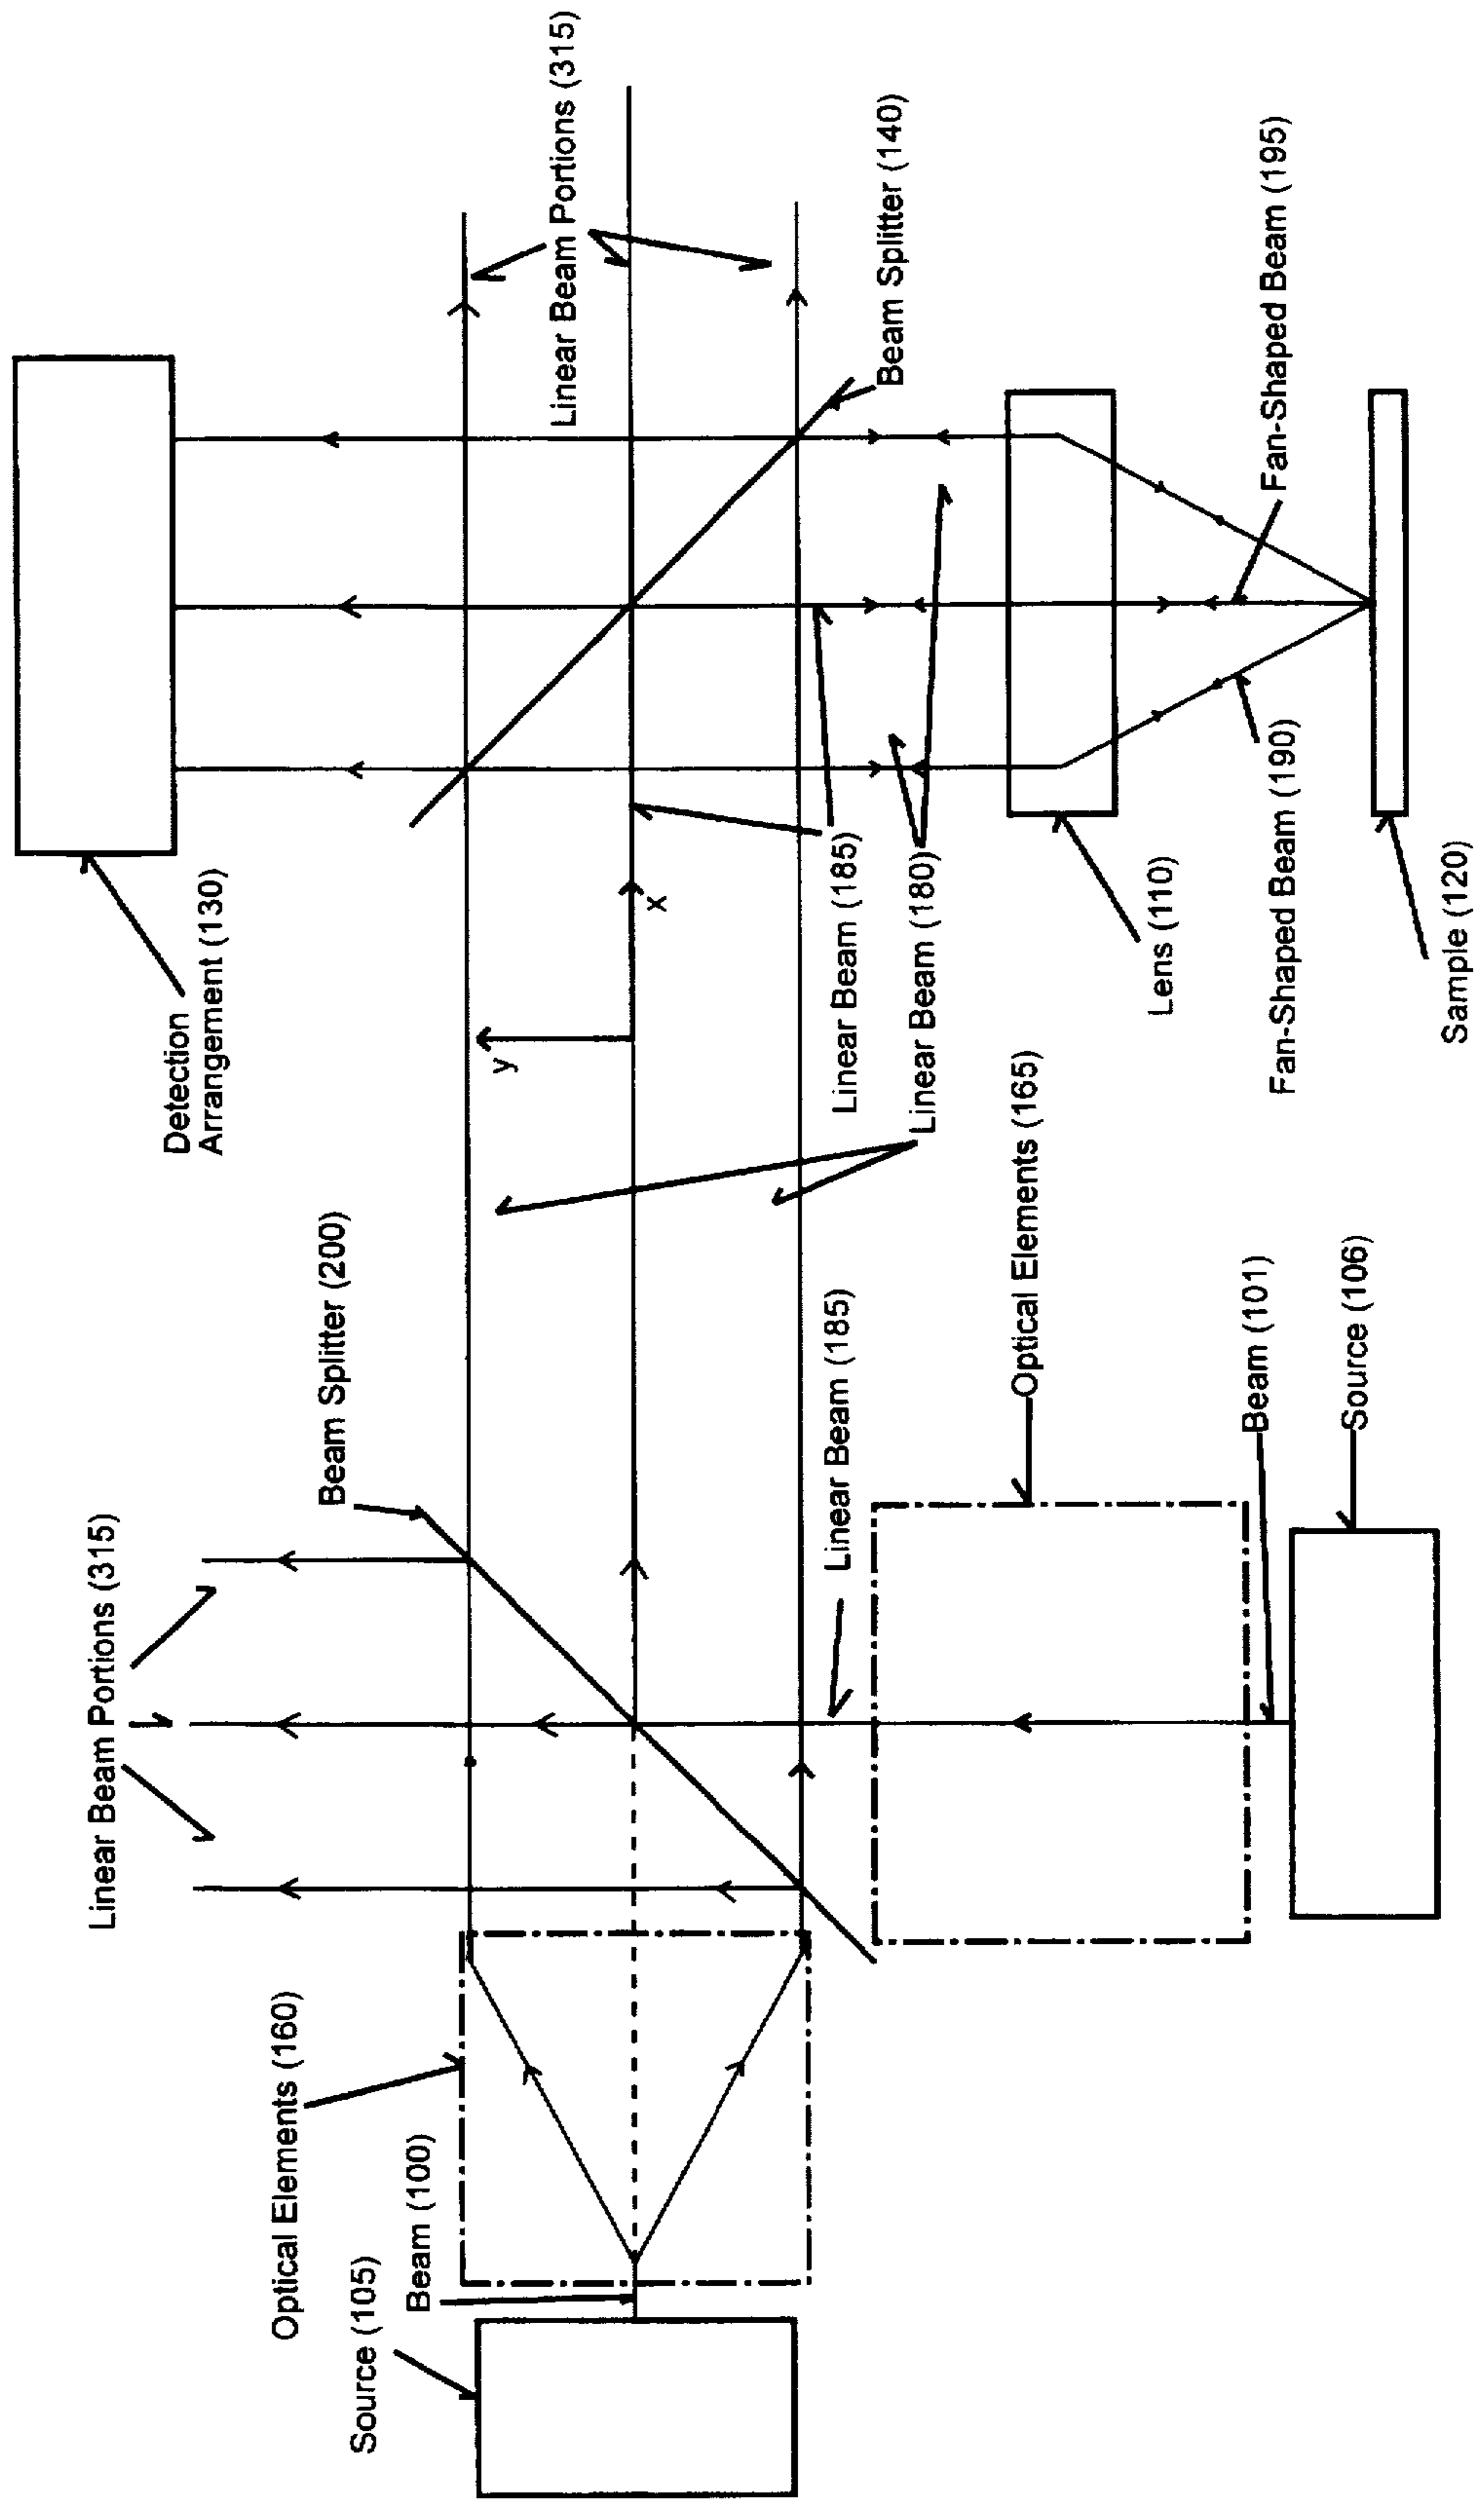 Detection
Arrangement (130)
Linear Beam Portions (315)
Beam Splitter (140)
Fan-Shaped Beam (195)
Linear Beam Portions (315)
Beam Splitter (200)
y
x
Linear Beam (185)
Linear Beam (180)
Lens (110)
Fan-Shaped Beam (190)
Sample (120)
Optical Elements (160)
Linear Beam (185)
Optical Elements (165)
Source (105)
Beam (100)
Beam (101)
Source (106)